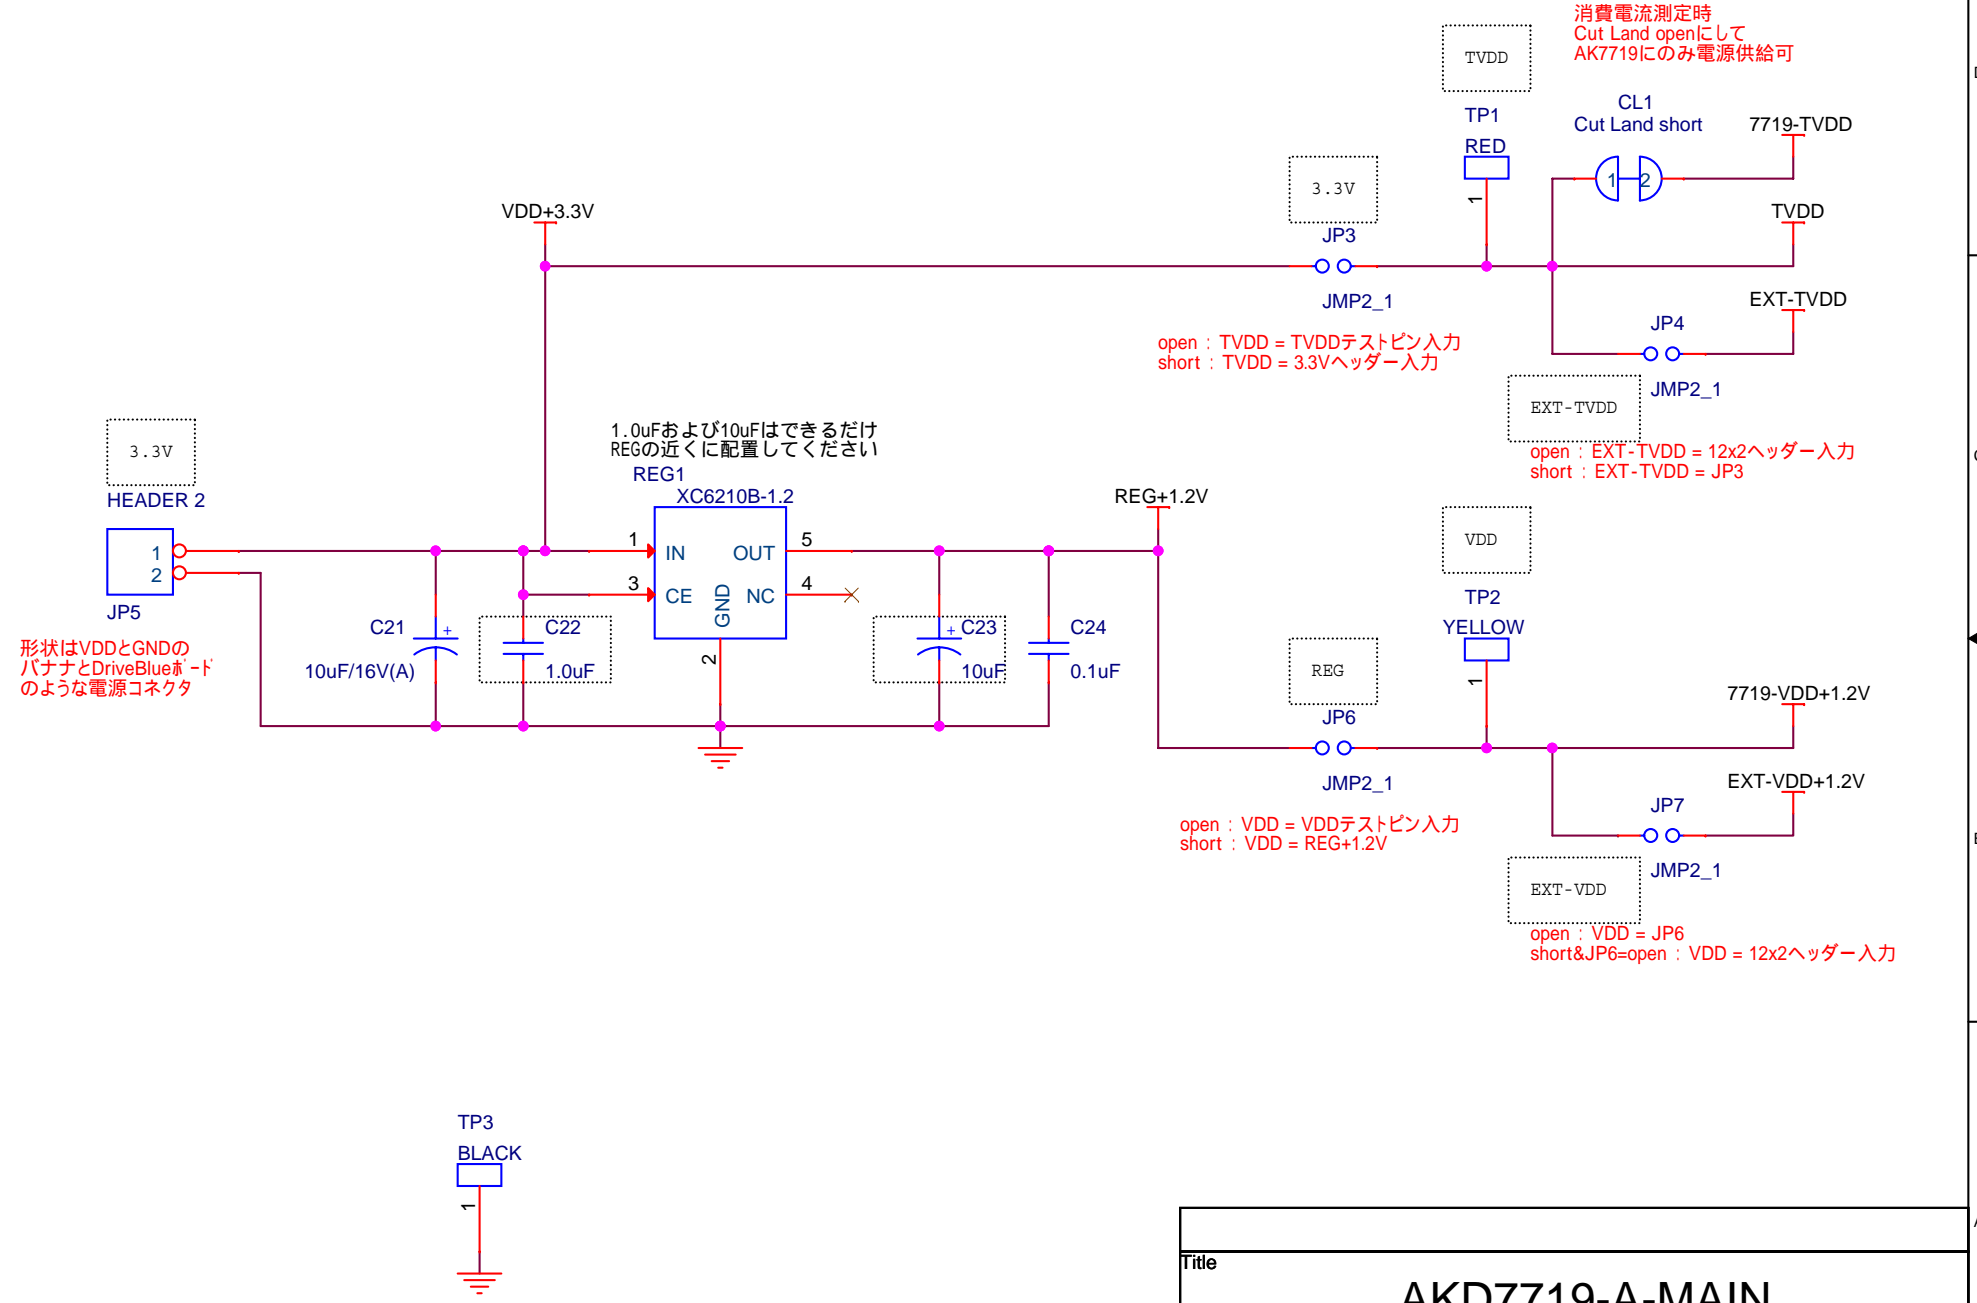 消費電流測定時
Cut Land openにして
AK7719にのみ電源供給可
TVDD
TP1
RED
1
CL1
Cut Land short
1 2
7719-TVDD
3.3V
JP3
JMP2_1
VDD+3.3V
TVDD
EXT-TVDD
JP4
JMP2_1
open : TVDD = TVDDテストピン入力
short : TVDD = 3.3Vヘッダー入力
EXT-TVDD
open : EXT-TVDD = 12x2ヘッダー入力
short : EXT-TVDD = JP3
3.3V
HEADER 2
1
2
JP5
形状はVDDとGNDの
バナナとDriveBlueボード
のような電源コネクタ
1.0uFおよび10uFはできるだけ
REGの近くに配置してください
REG1
XC6210B-1.2
1 IN
3 CE
GND
2
OUT 5
NC 4
C21
+
10uF/16V(A)
C22
1.0uF
+
C23
10uF
C24
0.1uF
REG+1.2V
VDD
TP2
YELLOW
1
REG
JP6
JMP2_1
7719-VDD+1.2V
EXT-VDD+1.2V
JP7
JMP2_1
open : VDD = VDDテストピン入力
short : VDD = REG+1.2V
EXT-VDD
open : VDD = JP6
short&JP6=open : VDD = 12x2ヘッダー入力
TP3
BLACK
1
Title
AKD7719-A-MAIN